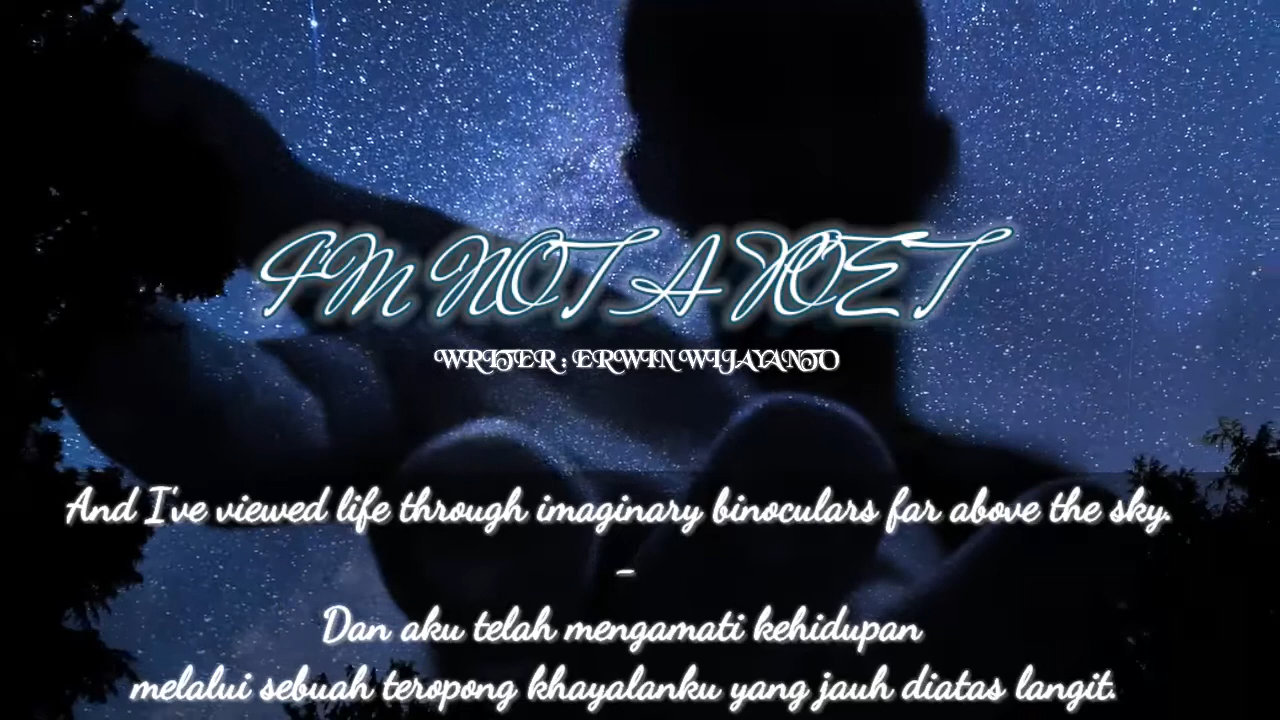 I'M NOT A POET
WRITER : ERWIN WIJAYANTO
And I've viewed life through imaginary binoculars far above the sky.
-
Dan aku telah mengamati kehidupan
melalui sebuah teropong khayalanku yang jauh diatas langit.